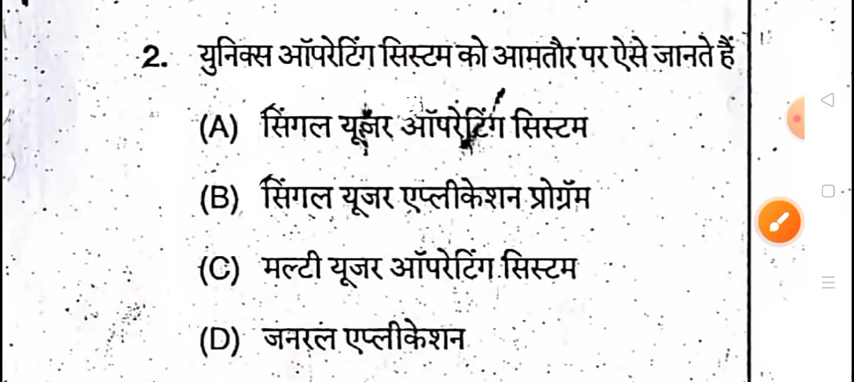 2. युनिक्स ऑपरेटिंग सिस्टम को आमतौर पर ऐसे जानते हैं
(A) सिंगल यूजर ऑपरेटिंग सिस्टम
(B) सिंगल यूजर एप्लीकेशन प्रोग्रॅम
(C) मल्टी यूजर ऑपरेटिंग सिस्टम
(D) जनरल एप्लीकेशन